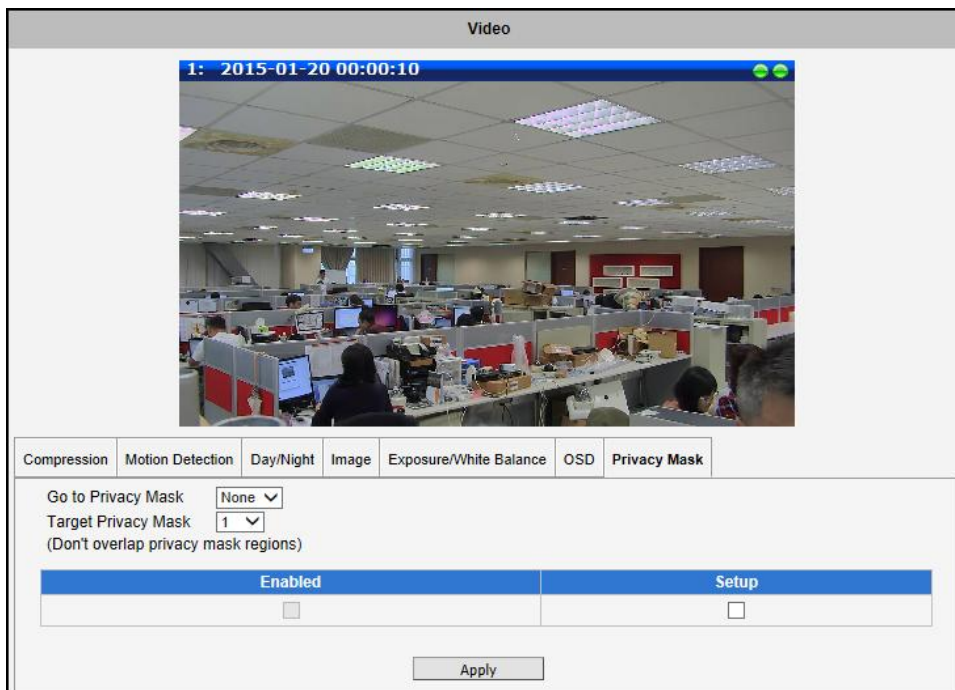 Video
1: 2015-01-20 00:00:10
Compression Motion Detection Day/Night Image Exposure/White Balance OSD Privacy Mask
Go to Privacy Mask None
Target Privacy Mask 1
(Don't overlap privacy mask regions)
Enabled Setup
Apply